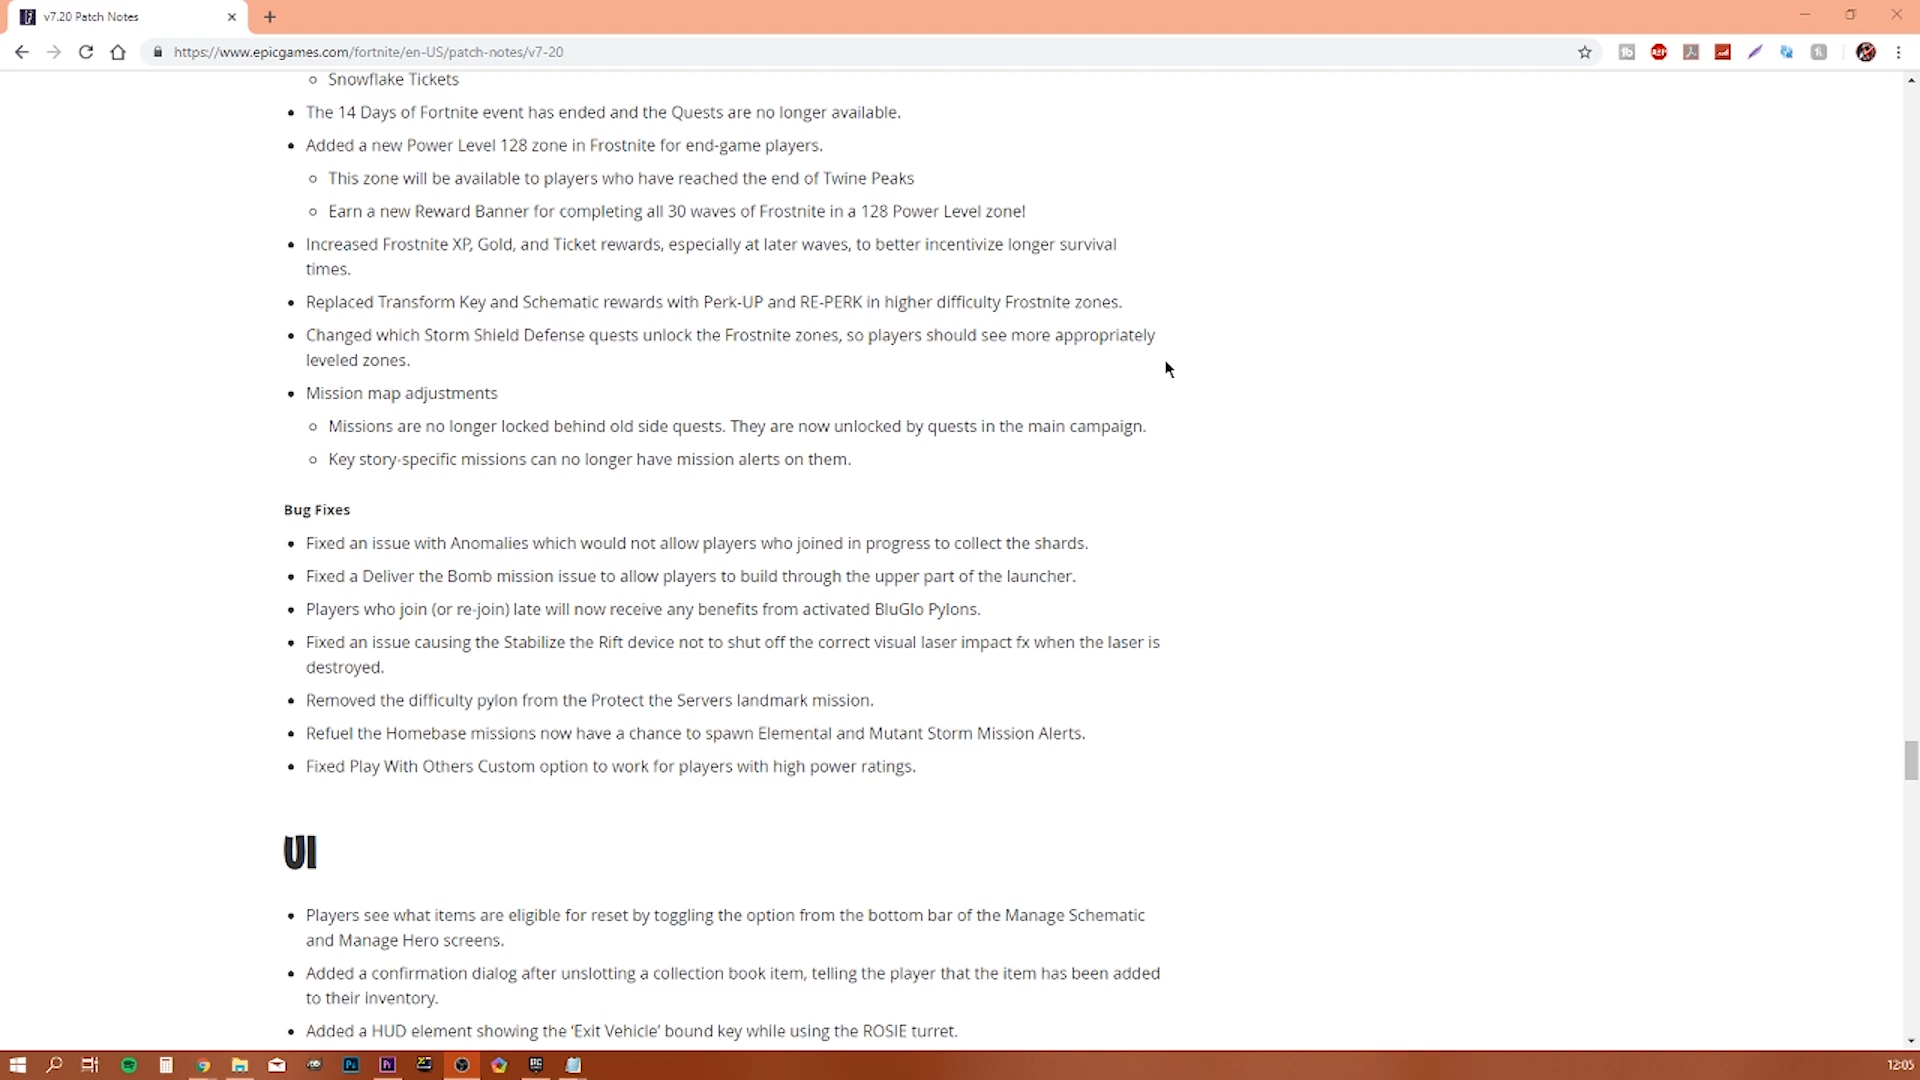 v7.20 Patch Notes
https://www.epicgames.com/fortnite/en-US/patch-notes/v7-20
Snowflake Tickets
The 14 Days of Fortnite event has ended and the Quests are no longer available.
Added a new Power Level 128 zone in Frostnite for end-game players.
This zone will be available to players who have reached the end of Twine Peaks
Earn a new Reward Banner for completing all 30 waves of Frostnite in a 128 Power Level zone!
Increased Frostnite XP, Gold, and Ticket rewards, especially at later waves, to better incentivize longer survival
times.
Replaced Transform Key and Schematic rewards with Perk-UP and RE-PERK in higher difficulty Frostnite zones.
Changed which Storm Shield Defense quests unlock the Frostnite zones, so players should see more appropriately
leveled zones.
Mission map adjustments
Missions are no longer locked behind old side quests. They are now unlocked by quests in the main campaign.
Key story-specific missions can no longer have mission alerts on them.
Bug Fixes
Fixed an issue with Anomalies which would not allow players who joined in progress to collect the shards.
Fixed a Deliver the Bomb mission issue to allow players to build through the upper part of the launcher.
Players who join (or re-join) late will now receive any benefits from activated BluGlo Pylons.
Fixed an issue causing the Stabilize the Rift device not to shut off the correct visual laser impact fx when the laser is
destroyed.
Removed the difficulty pylon from the Protect the Servers landmark mission.
Refuel the Homebase missions now have a chance to spawn Elemental and Mutant Storm Mission Alerts.
Fixed Play With Others Custom option to work for players with high power ratings.
UI
Players see what items are eligible for reset by toggling the option from the bottom bar of the Manage Schematic
and Manage Hero screens.
Added a confirmation dialog after unslotting a collection book item, telling the player that the item has been added
to their inventory.
Added a HUD element showing the ‘Exit Vehicle’ bound key while using the ROSIE turret.
Ps
Pr
12:05